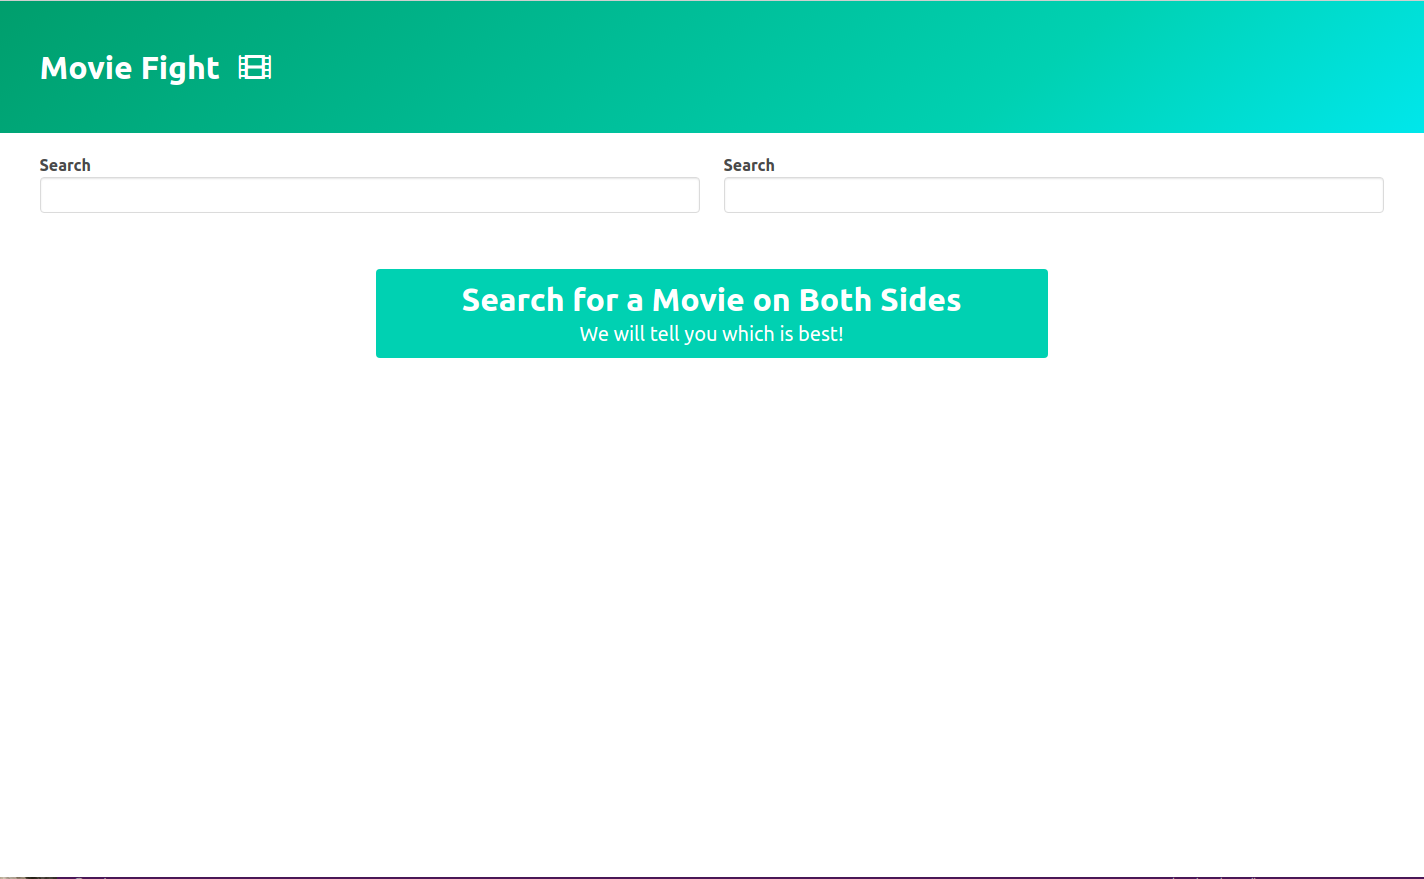 Movie Fight
Search
Search
Search for a Movie on Both Sides
We will tell you which is best!